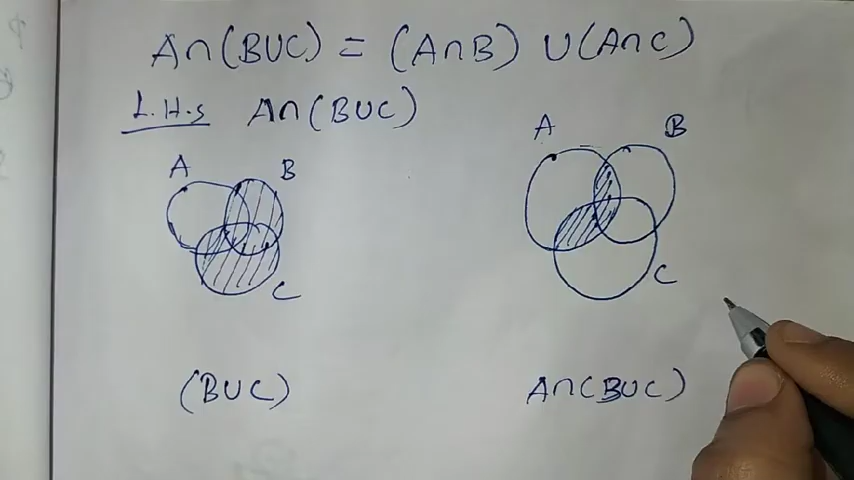 A∩(B∪C) = (A∩B) ∪(A∩C)
L.H.S A∩(B∪C)
A B
C
A B
C
(B∪C)
A∩(B∪C)